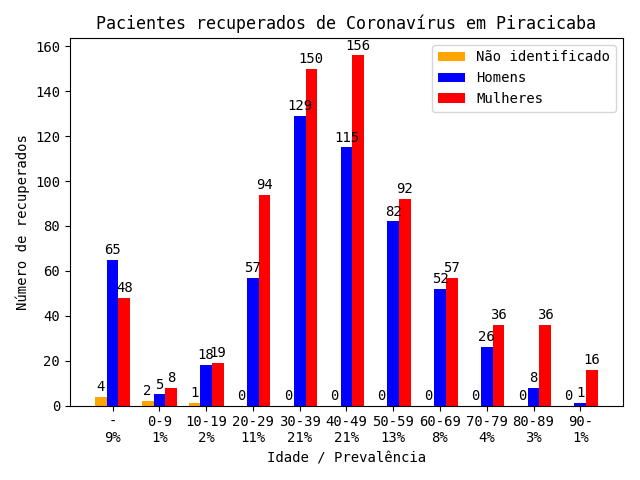 Pacientes recuperados de Coronavírus em Piracicaba
Número de recuperados
160
140
120
100
80
60
40
20
0
Não identificado
Homens
Mulheres
4 65 48
2 5 8
1 18 19
0 57 94
0 129 150
0 115 156
0 82 92
0 52 57
0 26 36
0 8 36
0 1 16
- 0-9 10-19 20-29 30-39 40-49 50-59 60-69 70-79 80-89 90-
9% 1% 2% 11% 21% 21% 13% 8% 4% 3% 1%
Idade / Prevalência